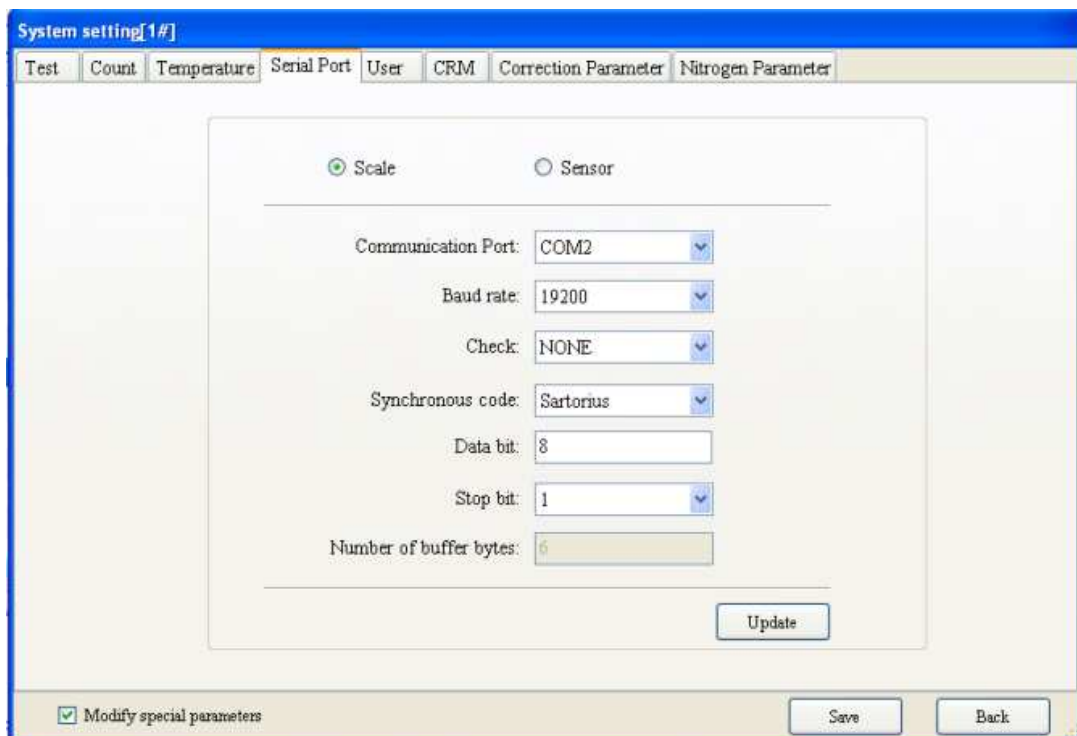 System setting[1#]
Test Count Temperature Serial Port User CRM Correction Parameter Nitrogen Parameter
Scale Sensor
Communication Port: COM2
Baud rate: 19200
Check: NONE
Synchronous code: Sartorius
Data bit: 8
Stop bit: 1
Number of buffer bytes: 6
Update
Modify special parameters Save Back